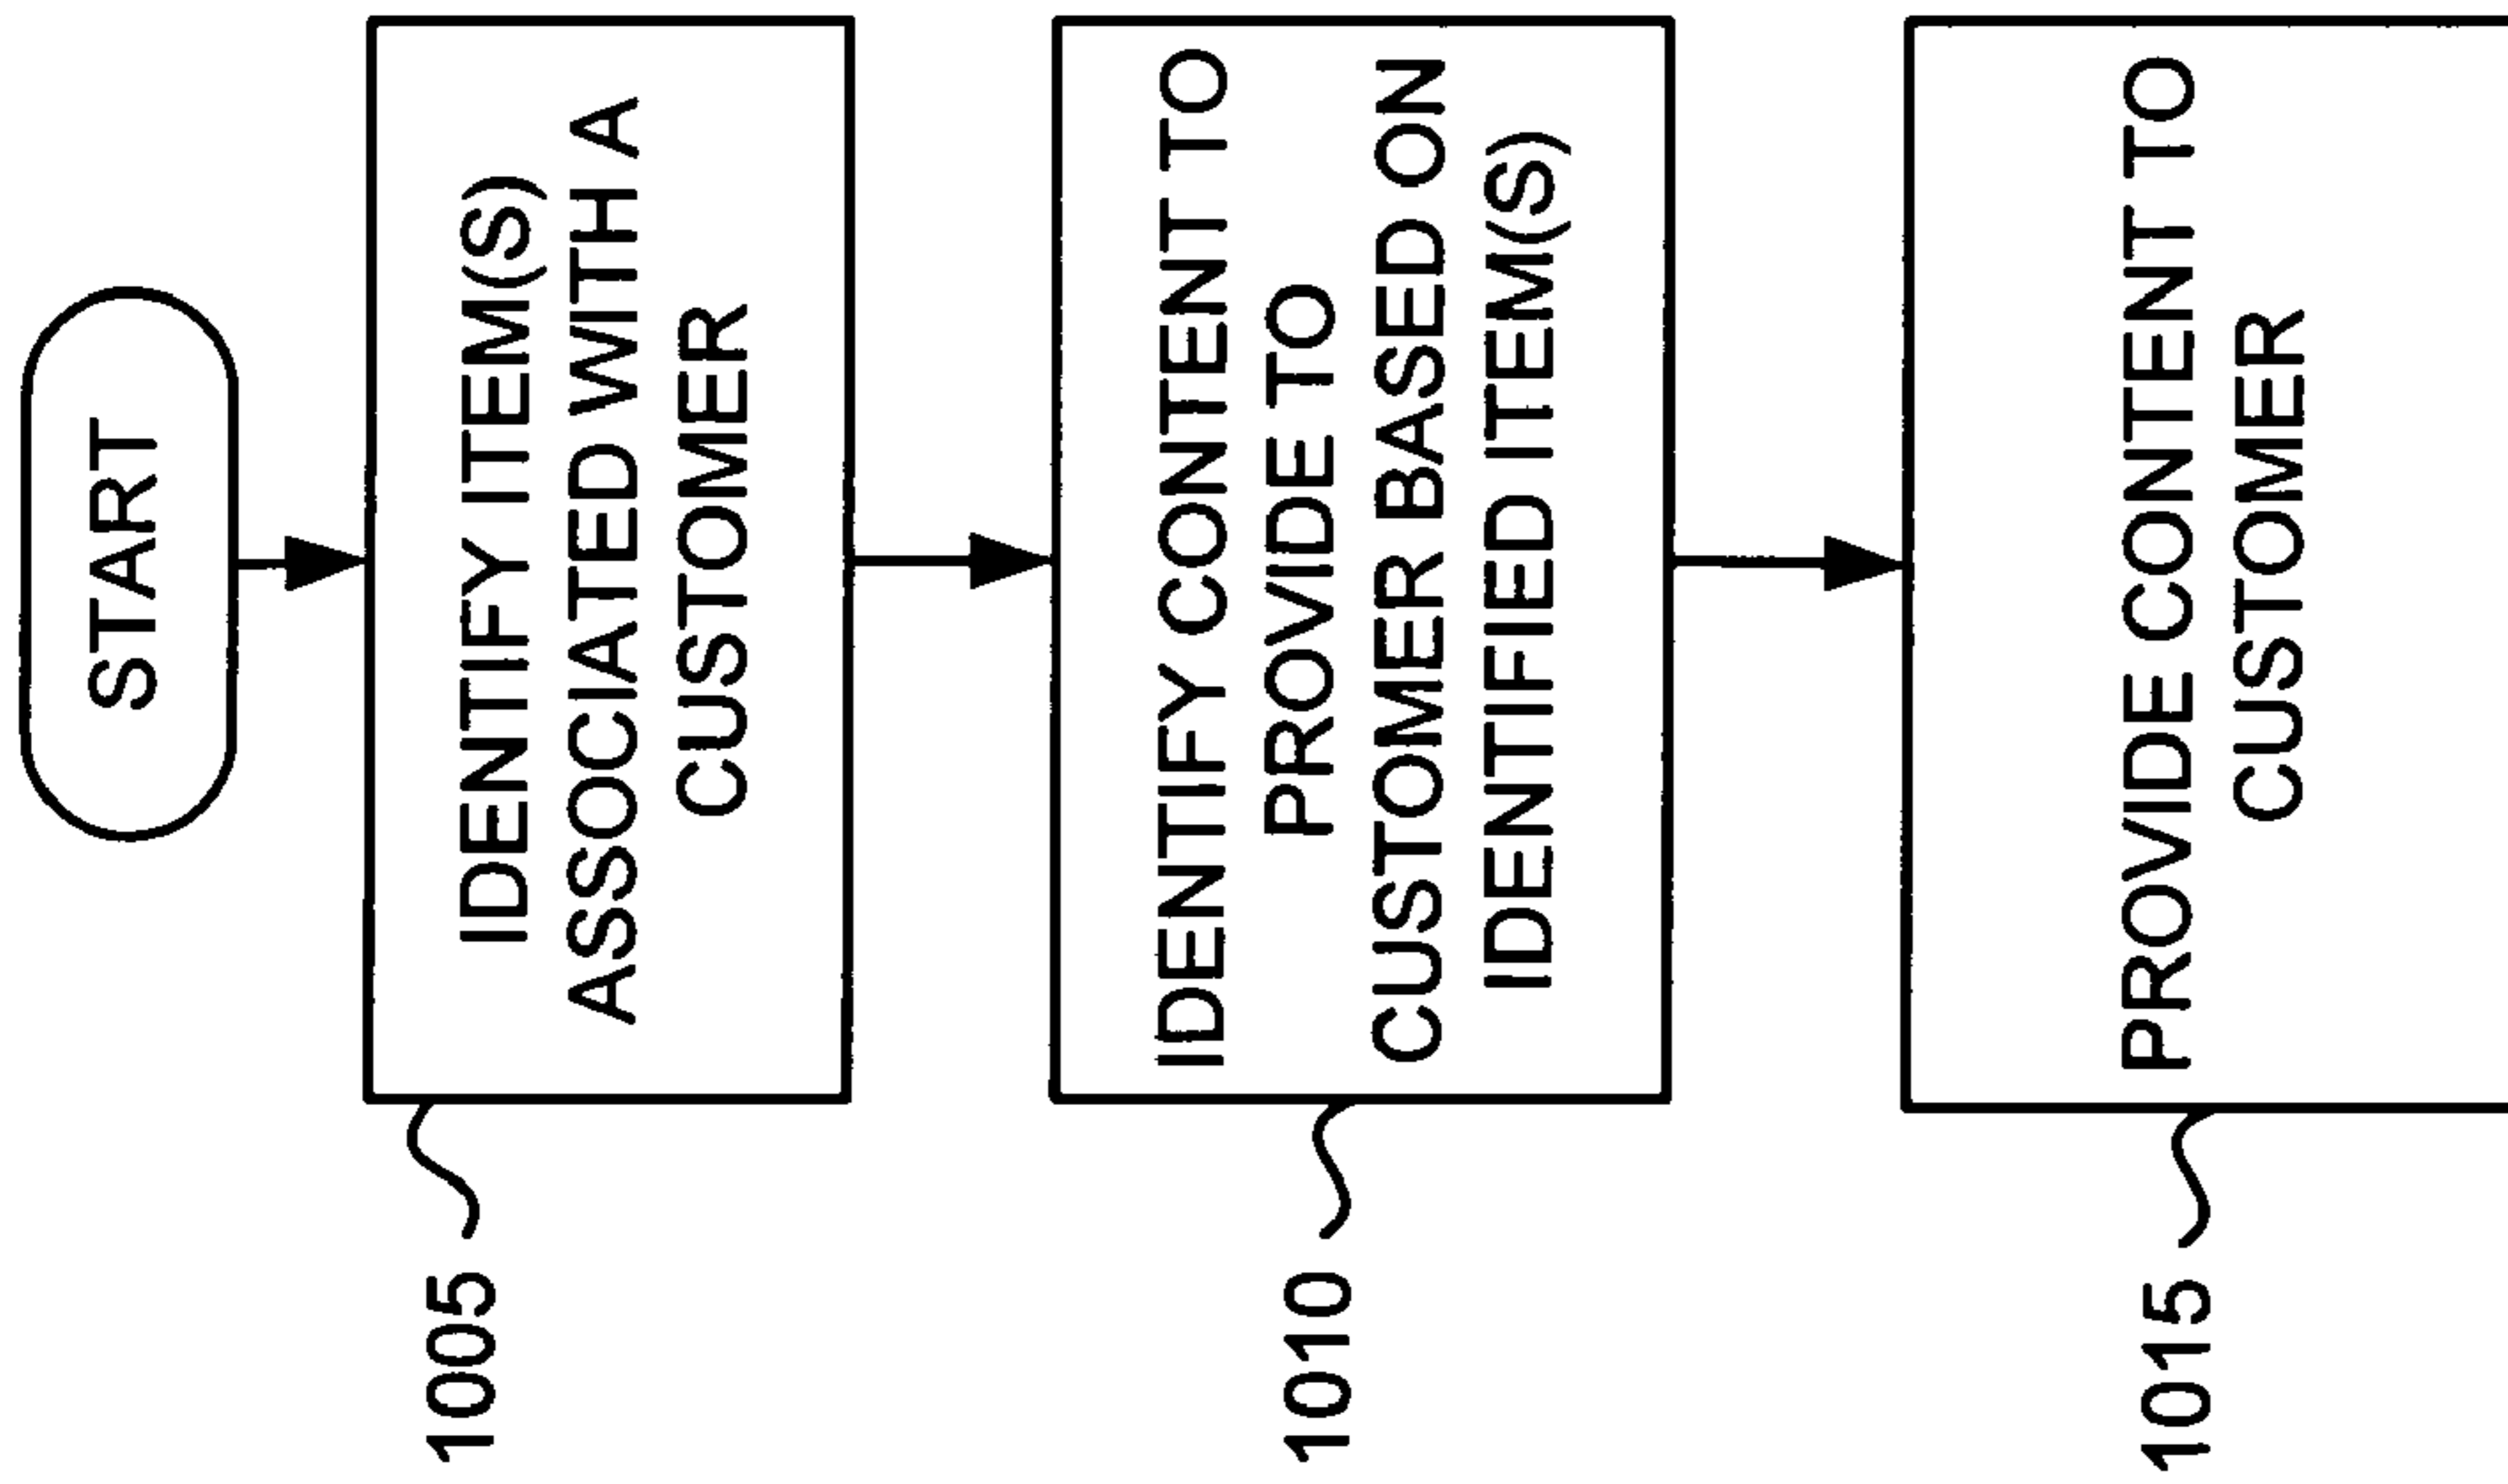 START
1005
IDENTIFY ITEM(S)
ASSOCIATED WITH A
CUSTOMER
1010
IDENTIFY CONTENT TO
PROVIDE TO
CUSTOMER BASED ON
IDENTIFIED ITEM(S)
1015
PROVIDE CONTENT TO
CUSTOMER